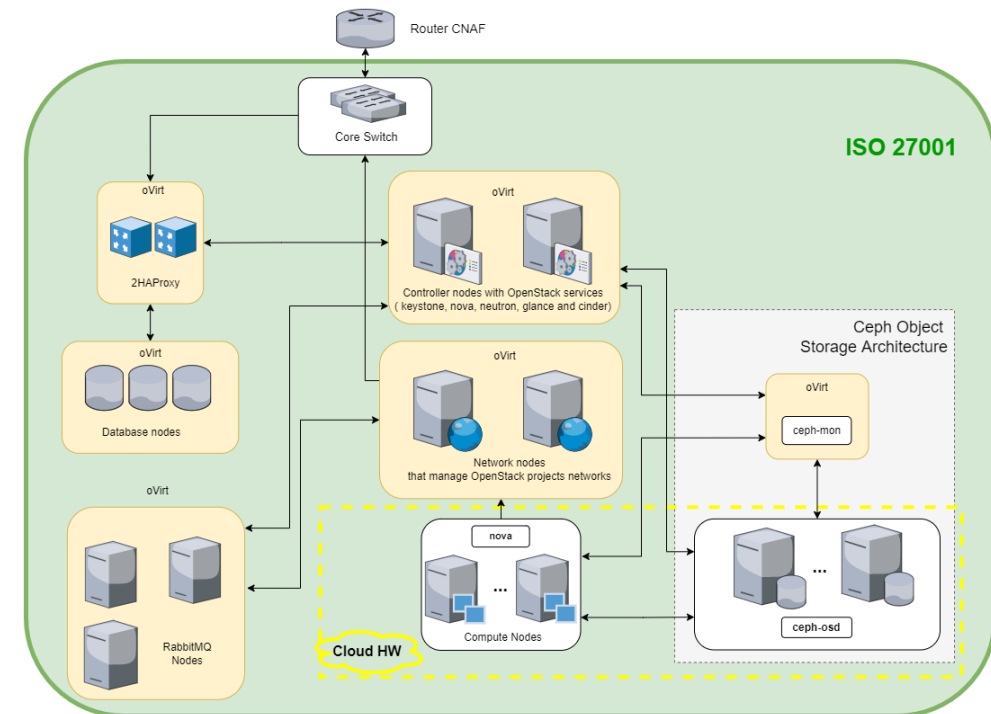 Router CNAF
Core Switch
ISO 27001
oVirt
2HAProxy
oVirt
Controller nodes with OpenStack services
( keystone, nova, neutron, glance and cinder)
Ceph Object
Storage Architecture
oVirt
Database nodes
oVirt
Network nodes
that manage OpenStack projects networks
oVirt
ceph-mon
oVirt
RabbitMQ
Nodes
nova
...
Compute Nodes
...
ceph-osd
Cloud HW